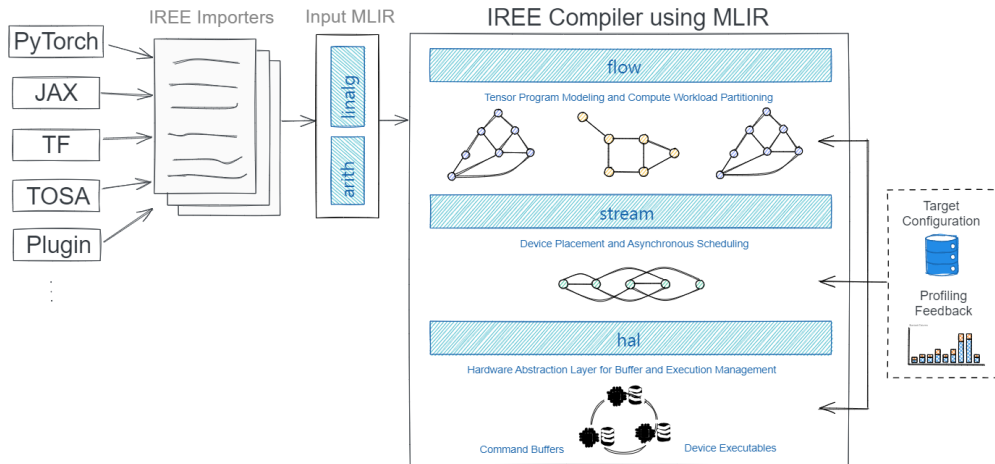 IREE Importers
Input MLIR
IREE Compiler using MLIR
PyTorch
JAX
TF
TOSA
Plugin
linalg
arith
flow
Tensor Program Modeling and Compute Workload Partitioning
stream
Device Placement and Asynchronous Scheduling
hal
Hardware Abstraction Layer for Buffer and Execution Management
Command Buffers
Device Executables
Target
Configuration
Profiling
Feedback